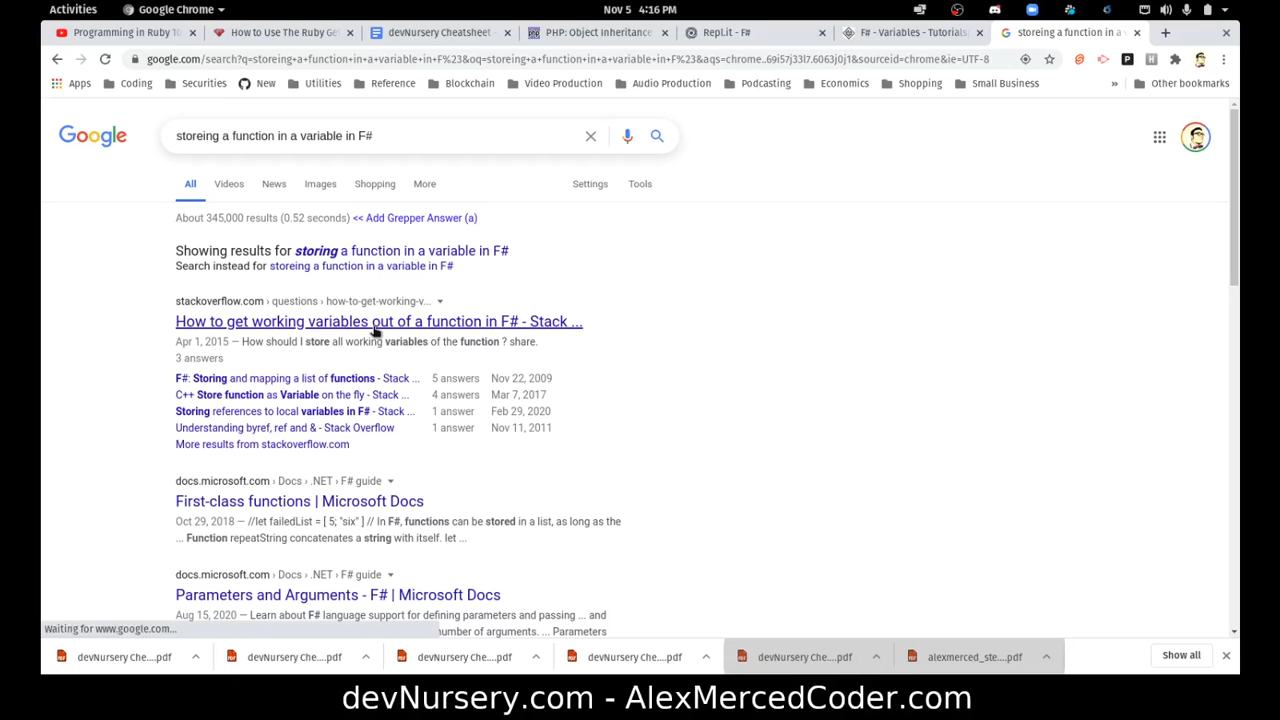 Activities Google Chrome Nov 5 4:16 PM
Programming in Ruby 10 How to Use The Ruby Ge devNursery Cheatsheet - PHP: Object Inheritance RepLit - F# F# - Variables - Tutorials storeing a function in a v
google.com/search?q=storeing+a+function+in+a+variable+in+F%23&oq=storeing+a+function+in+a+variable+in+F%23&aqs=chrome..69i57j33l7.6063j0j1&sourceid=chrome&ie=UTF-8
Apps Coding Securities New Utilities Reference Blockchain Video Production Audio Production Podcasting Economics Shopping Small Business » Other bookmarks
Google storeing a function in a variable in F#
All Videos News Images Shopping More Settings Tools
About 345,000 results (0.52 seconds) << Add Grepper Answer (a)
Showing results for storing a function in a variable in F#
Search instead for storeing a function in a variable in F#
stackoverflow.com › questions › how-to-get-working-v...
How to get working variables out of a function in F# - Stack ...
Apr 1, 2015 — How should I store all working variables of the function ? share.
3 answers
F#: Storing and mapping a list of functions - Stack ... 5 answers Nov 22, 2009
C++ Store function as Variable on the fly - Stack ... 4 answers Mar 7, 2017
Storing references to local variables in F# - Stack ... 1 answer Feb 29, 2020
Understanding byref, ref and & - Stack Overflow 1 answer Nov 11, 2011
More results from stackoverflow.com
docs.microsoft.com › Docs › .NET › F# guide
First-class functions | Microsoft Docs
Oct 29, 2018 — //let failedList = [ 5; "six" ] // In F#, functions can be stored in a list, as long as the
... Function repeatString concatenates a string with itself. let ...
docs.microsoft.com › Docs › .NET › F# guide
Parameters and Arguments - F# | Microsoft Docs
Aug 15, 2020 — Learn about F# language support for defining parameters and passing ... and
Waiting for www.google.com... number of arguments. ... Parameters
devNursery Che....pdf devNursery Che....pdf devNursery Che....pdf devNursery Che....pdf devNursery Che....pdf alexmerced_ste....pdf Show all
devNursery.com - AlexMercedCoder.com